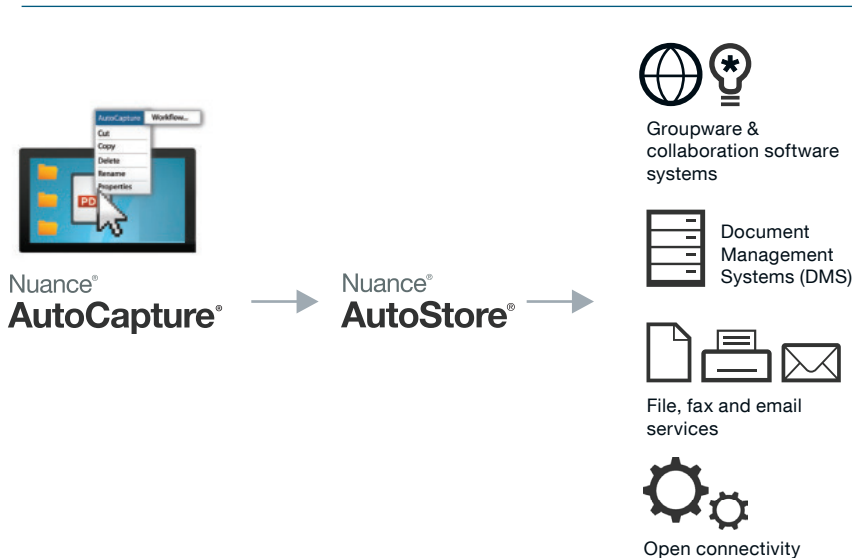 AutoCapture Workflow...
Cut
Copy
Delete
Rename
Properties
PD
Nuance®
AutoCapture®
Nuance®
AutoStore®
Groupware &
collaboration software
systems
Document
Management
Systems (DMS)
File, fax and email
services
Open connectivity